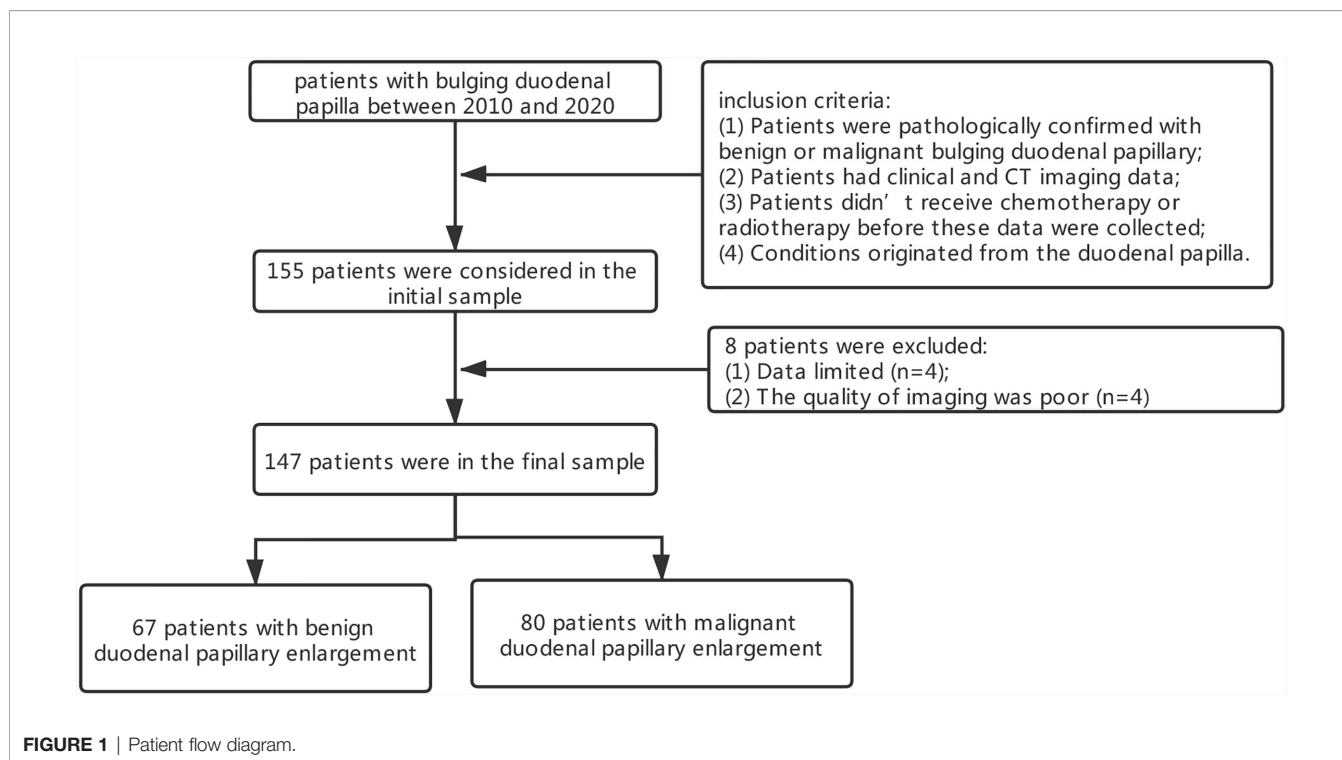 patients with bulging duodenal
papilla between 2010 and 2020
inclusion criteria:
(1) Patients were pathologically confirmed with
benign or malignant bulging duodenal papillary;
(2) Patients had clinical and CT imaging data;
(3) Patients didn’ t receive chemotherapy or
radiotherapy before these data were collected;
(4) Conditions originated from the duodenal papilla.
155 patients were considered in the
initial sample
8 patients were excluded:
(1) Data limited (n=4);
(2) The quality of imaging was poor (n=4)
147 patients were in the final sample
67 patients with benign
duodenal papillary enlargement
80 patients with malignant
duodenal papillary enlargement
FIGURE 1 | Patient flow diagram.